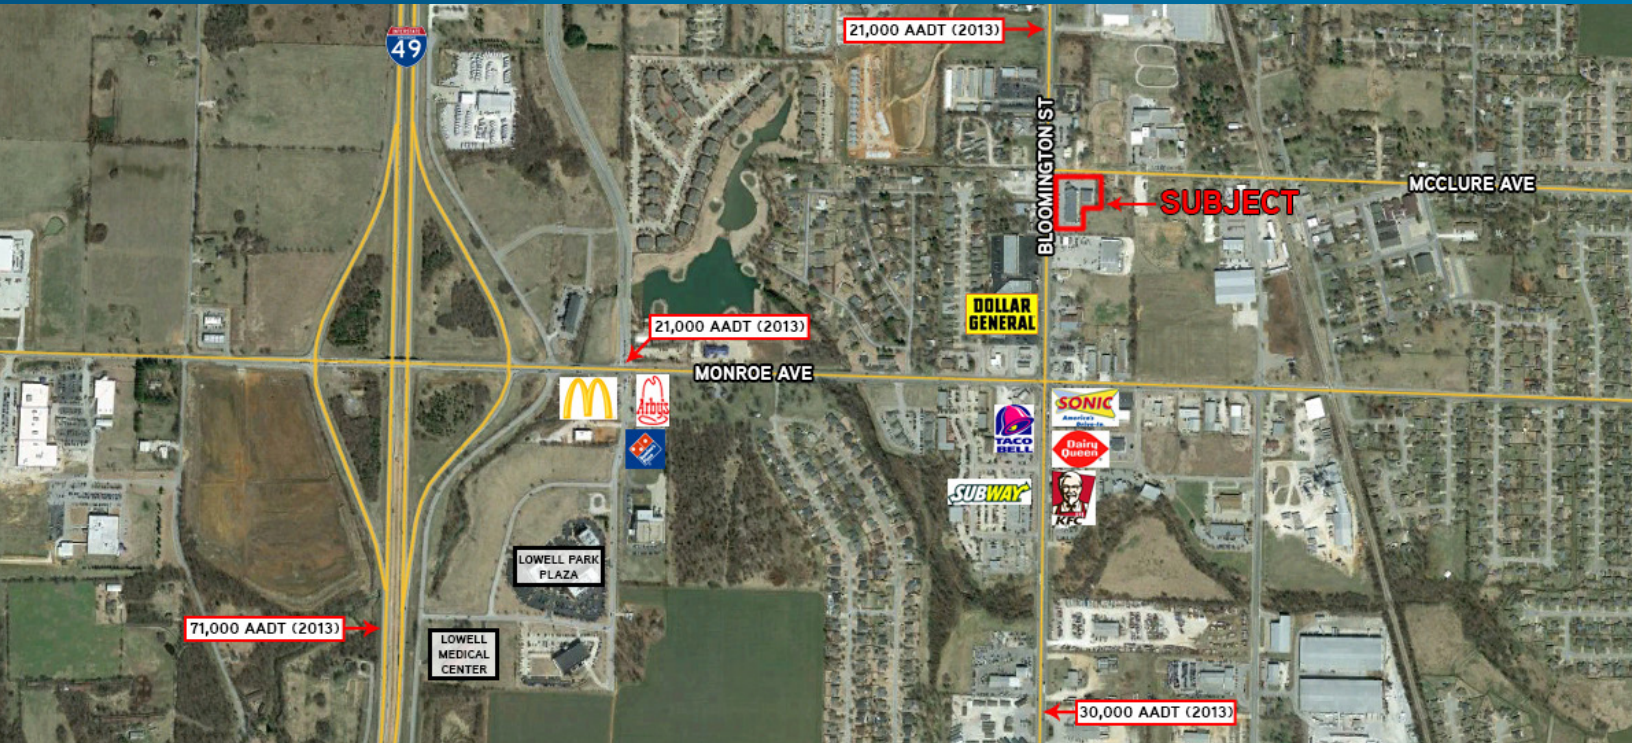 21,000 AADT (2013)
INTERSTATE
49
BLOOMINGTON ST
MCCLURE AVE
SUBJECT
DOLLAR
GENERAL
21,000 AADT (2013)
MONROE AVE
Arby's
SONIC
America's
Drive-In
TACO
BELL
Dairy
Queen
SUBWAY
KFC
LOWELL PARK
PLAZA
71,000 AADT (2013)
LOWELL
MEDICAL
CENTER
30,000 AADT (2013)